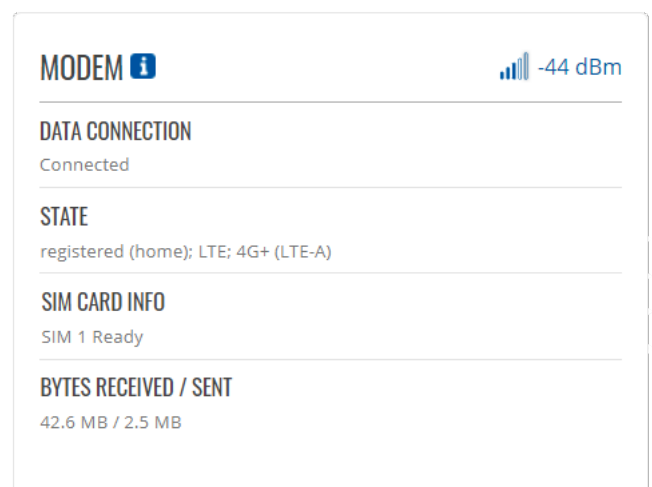 MODEM i
-44 dBm
DATA CONNECTION
Connected
STATE
registered (home); LTE; 4G+ (LTE-A)
SIM CARD INFO
SIM 1 Ready
BYTES RECEIVED / SENT
42.6 MB / 2.5 MB